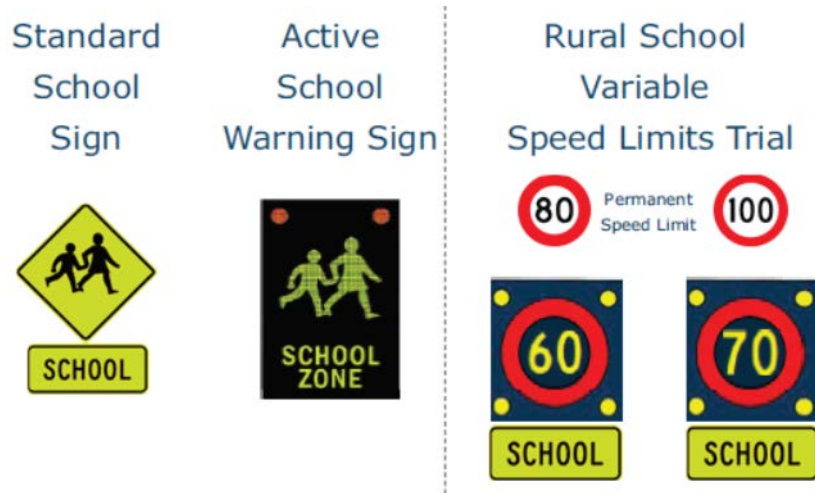 Standard
School
Sign
SCHOOL
Active
School
Warning Sign
SCHOOL
ZONE
Rural School
Variable
Speed Limits Trial
80
Permanent
Speed Limit
100
60
70
SCHOOL
SCHOOL